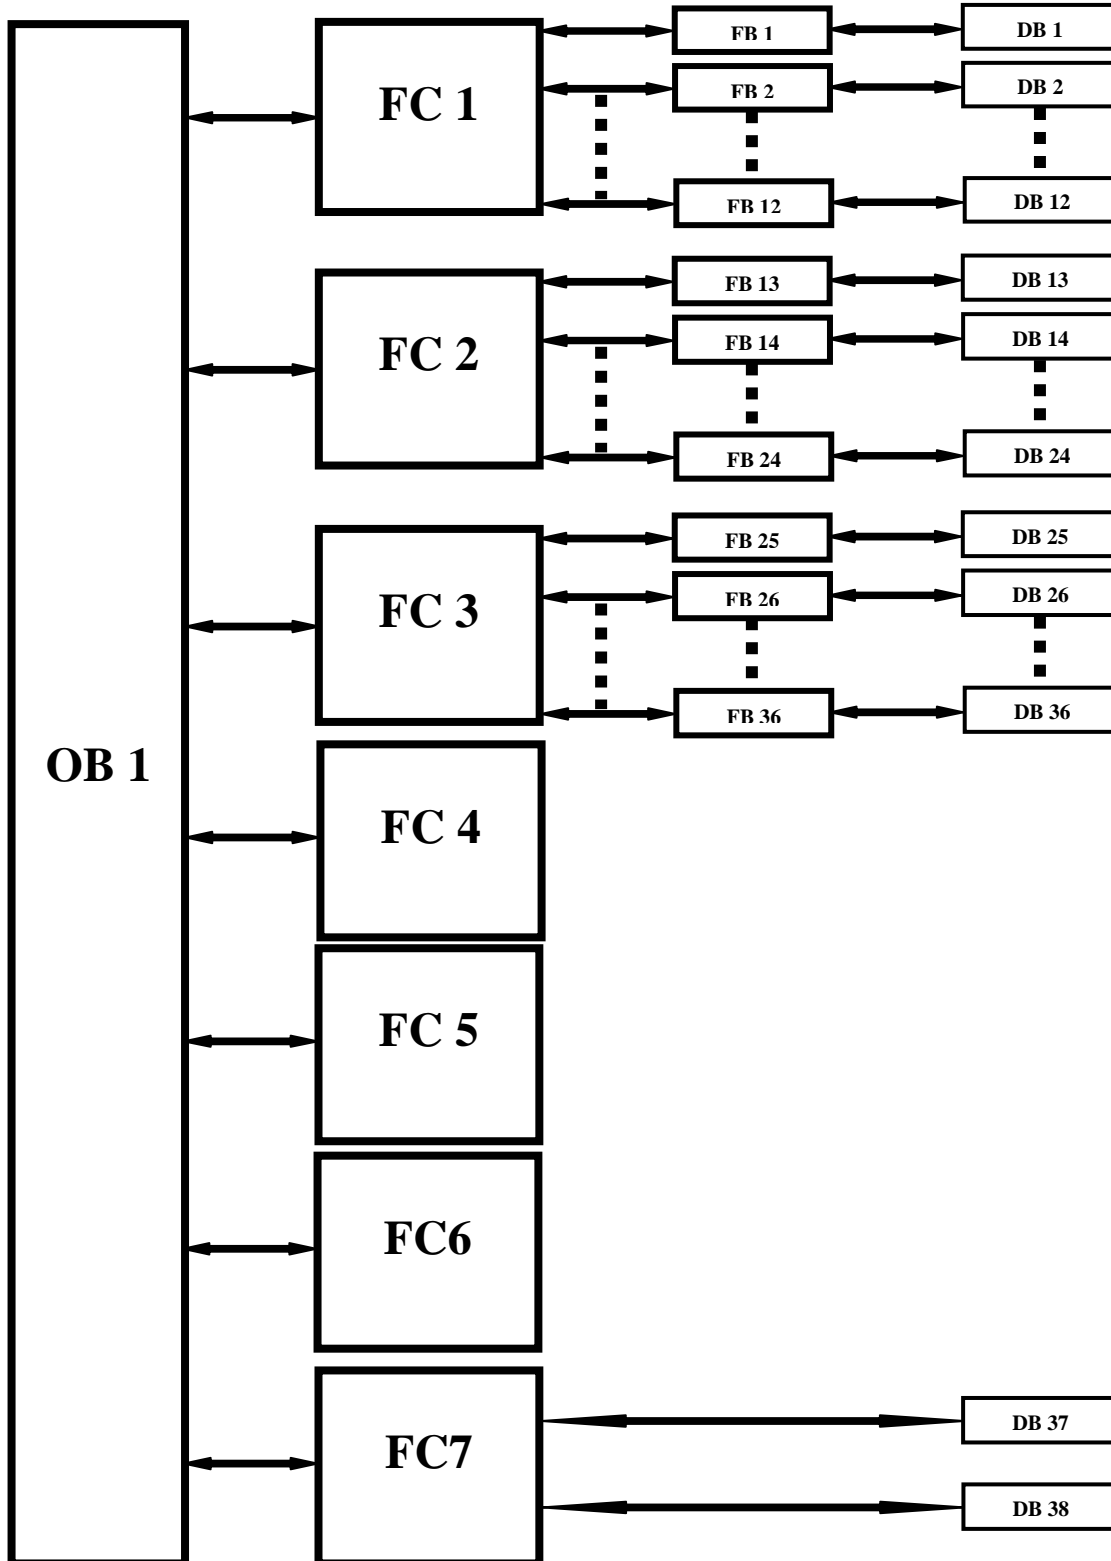 FB 1
DB 1
FC 1
FB 2
DB 2
FB 12
DB 12
FB 13
DB 13
FC 2
FB 14
DB 14
FB 24
DB 24
FB 25
DB 25
FC 3
FB 26
DB 26
FB 36
DB 36
OB 1
FC 4
FC 5
FC6
FC7
DB 37
DB 38